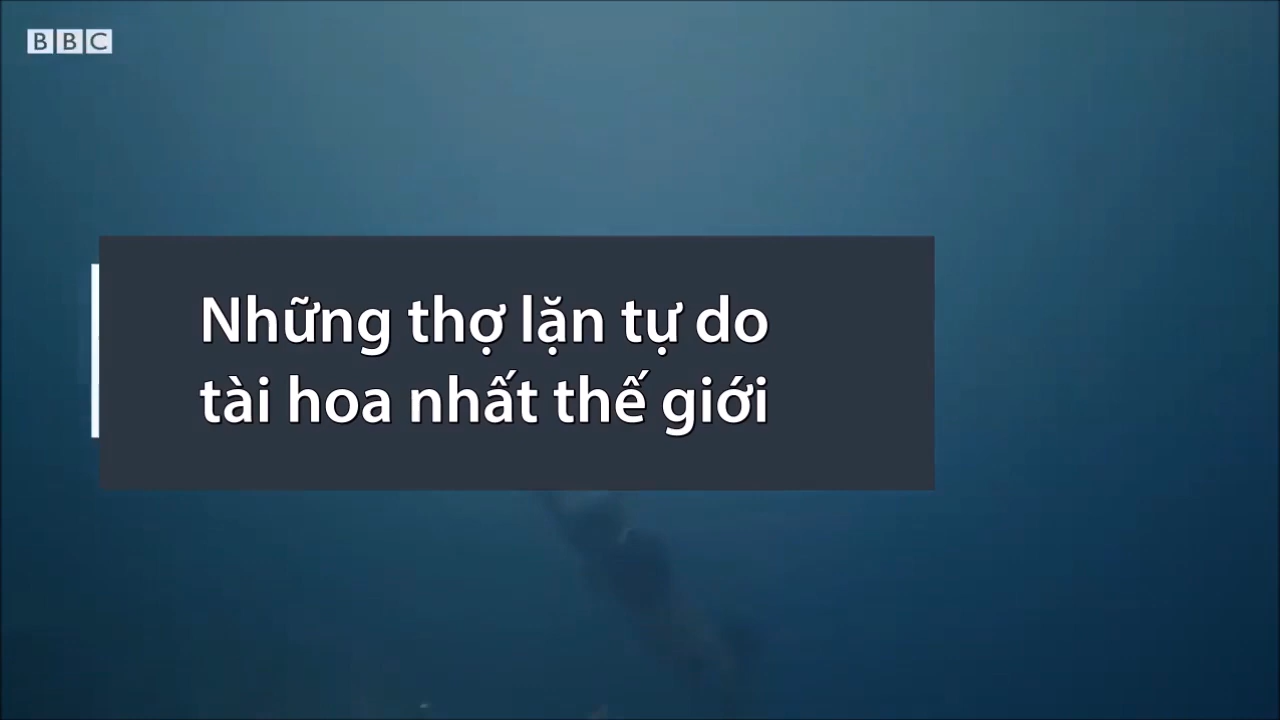 BBC
Những thợ lặn tự do
tài hoa nhất thế giới